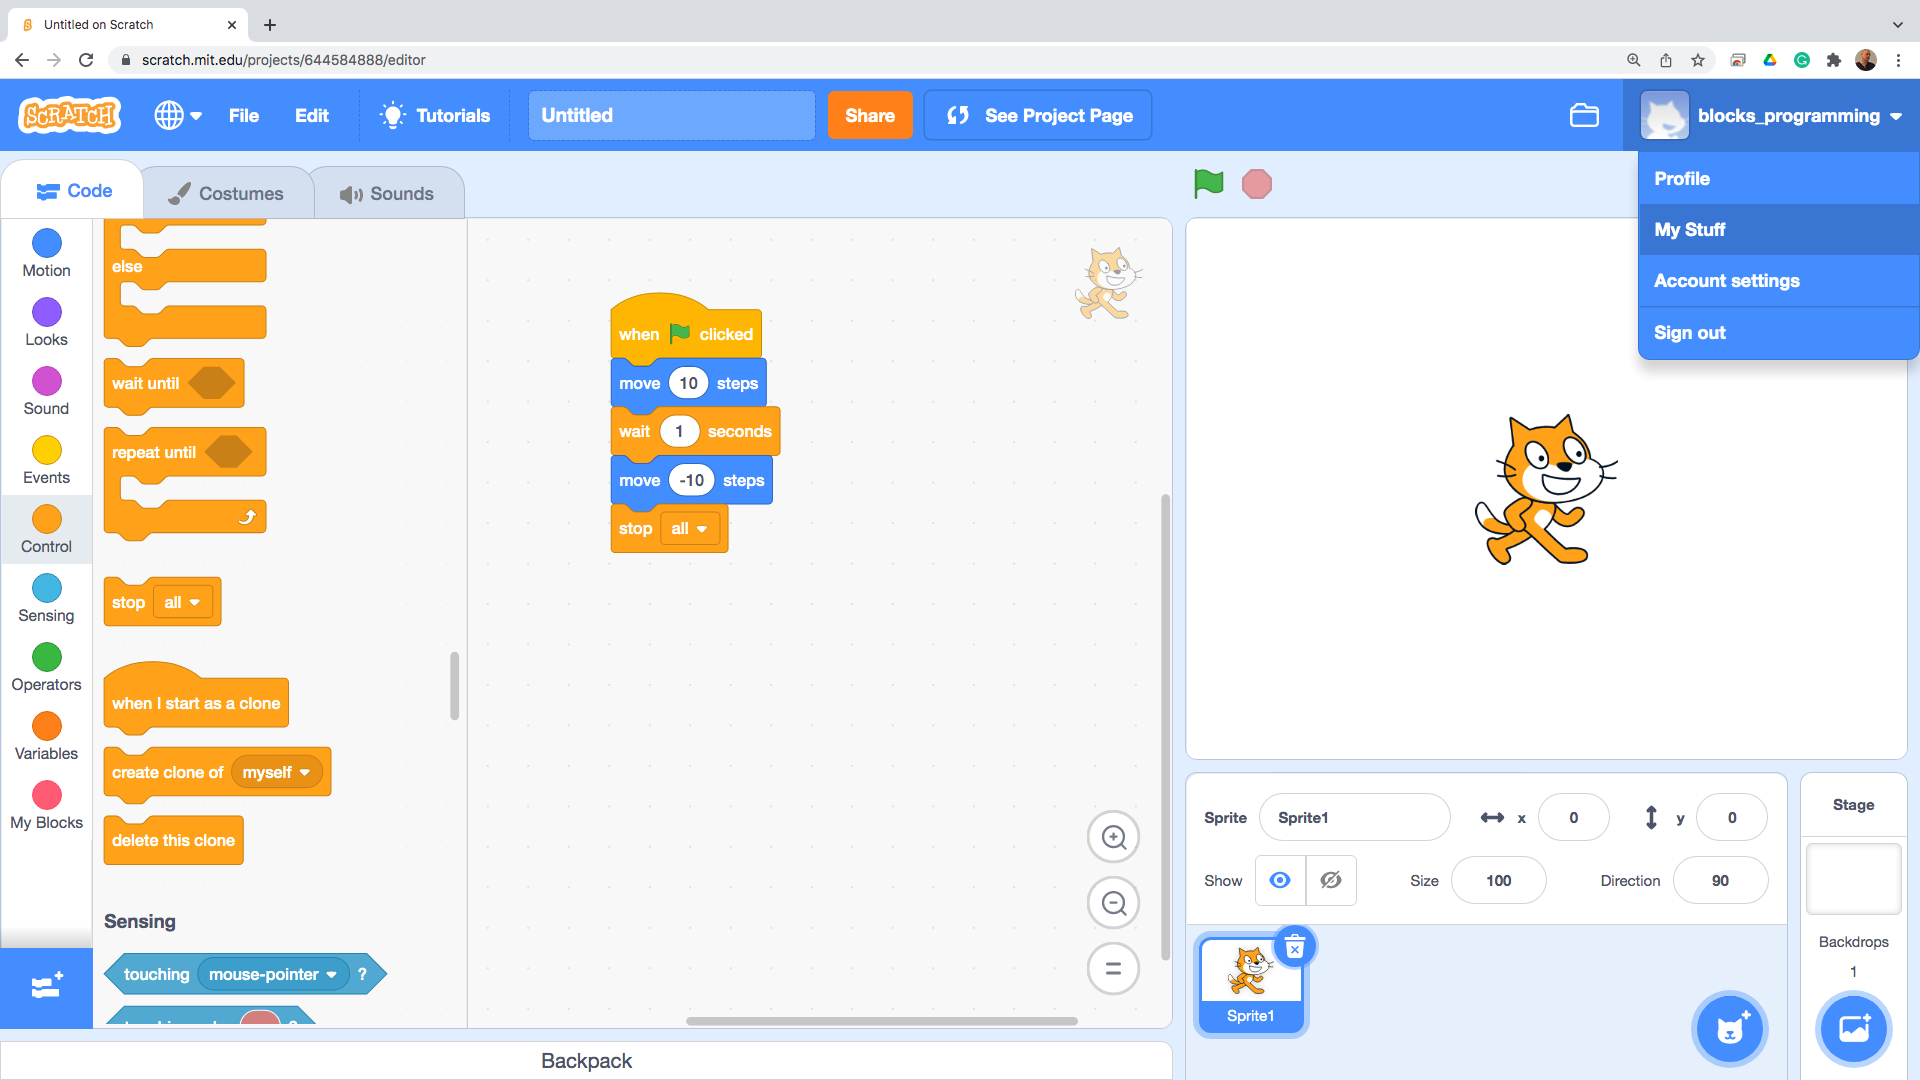 Untitled on Scratch
scratch.mit.edu/projects/644584888/editor
SCRATCH
File
Edit
Tutorials
Untitled
Share
See Project Page
blocks_programming
Profile
My Stuff
Account settings
Sign out
Code
Costumes
Sounds
Motion
Looks
Sound
Events
Control
Sensing
Operators
Variables
My Blocks
else
wait until
repeat until
stop all
when I start as a clone
create clone of myself
delete this clone
Sensing
touching mouse-pointer ?
when clicked
move 10 steps
wait 1 seconds
move -10 steps
stop all
Sprite Sprite1 x 0 y 0
Show Size 100 Direction 90
Sprite1
Stage
Backdrops
1
Backpack